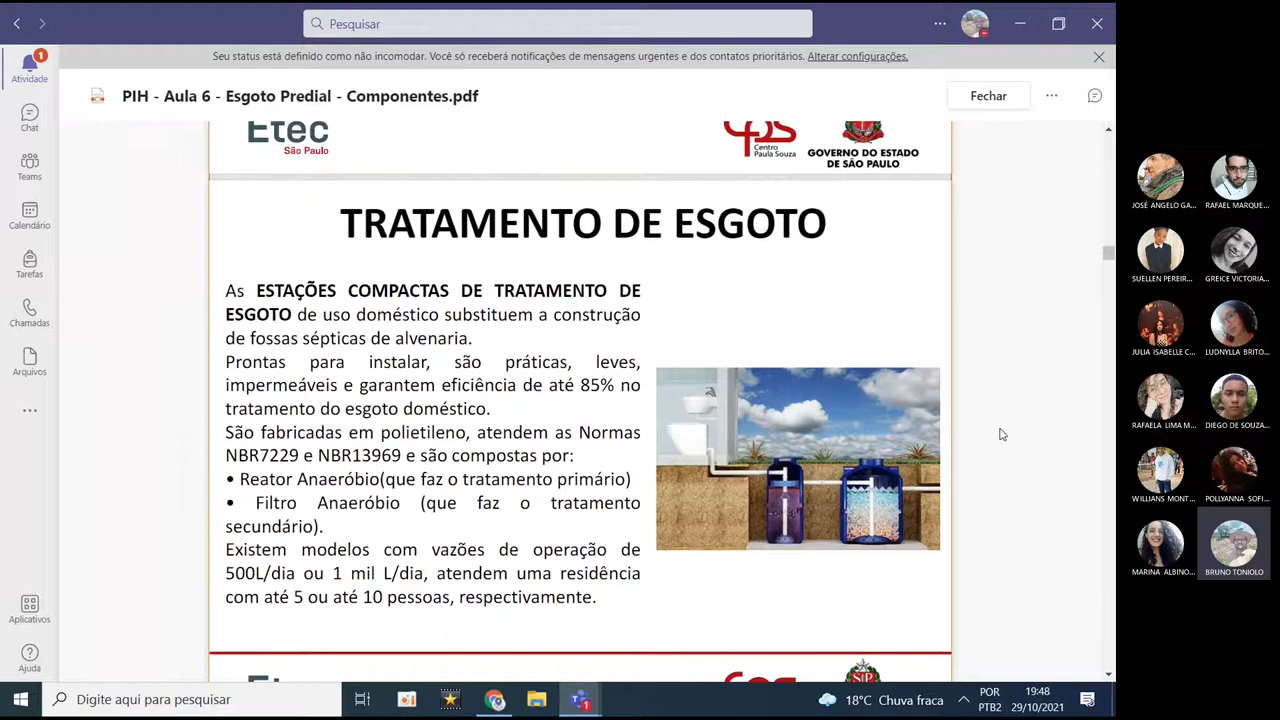 Pesquisar
Seu status está definido como não incomodar. Você só receberá notificações de mensagens urgentes e dos contatos prioritários. Alterar configurações.
1
Atividade
Chat
Teams
Calendário
Tarefas
Chamadas
Arquivos
Aplicativos
Ajuda
PIH - Aula 6 - Esgoto Predial - Componentes.pdf
Fechar
Etec
São Paulo
cps
Centro
Paula Souza
GOVERNO DO ESTADO
DE SÃO PAULO
TRATAMENTO DE ESGOTO
As ESTAÇÕES COMPACTAS DE TRATAMENTO DE
ESGOTO de uso doméstico substituem a construção
de fossas sépticas de alvenaria.
Prontas para instalar, são práticas, leves,
impermeáveis e garantem eficiência de até 85% no
tratamento do esgoto doméstico.
São fabricadas em polietileno, atendem as Normas
NBR7229 e NBR13969 e são compostas por:
• Reator Anaeróbio(que faz o tratamento primário)
• Filtro Anaeróbio (que faz o tratamento
secundário).
Existem modelos com vazões de operação de
500L/dia ou 1 mil L/dia, atendem uma residência
com até 5 ou até 10 pessoas, respectivamente.
JOSÉ ANGELO GA...
RAFAEL MARQUE...
SUELLEN PEREIR...
GREICE VICTORIA...
JULIA ISABELLE C...
LUDNYLLA BRITO...
RAFAELA LIMA M...
DIEGO DE SOUZA...
WILLIANS MONT...
POLLYANNA SOFI...
MARINA ALBINO...
BRUNO TONIOLO
Digite aqui para pesquisar
18°C Chuva fraca
POR
PTB2
19:48
29/10/2021